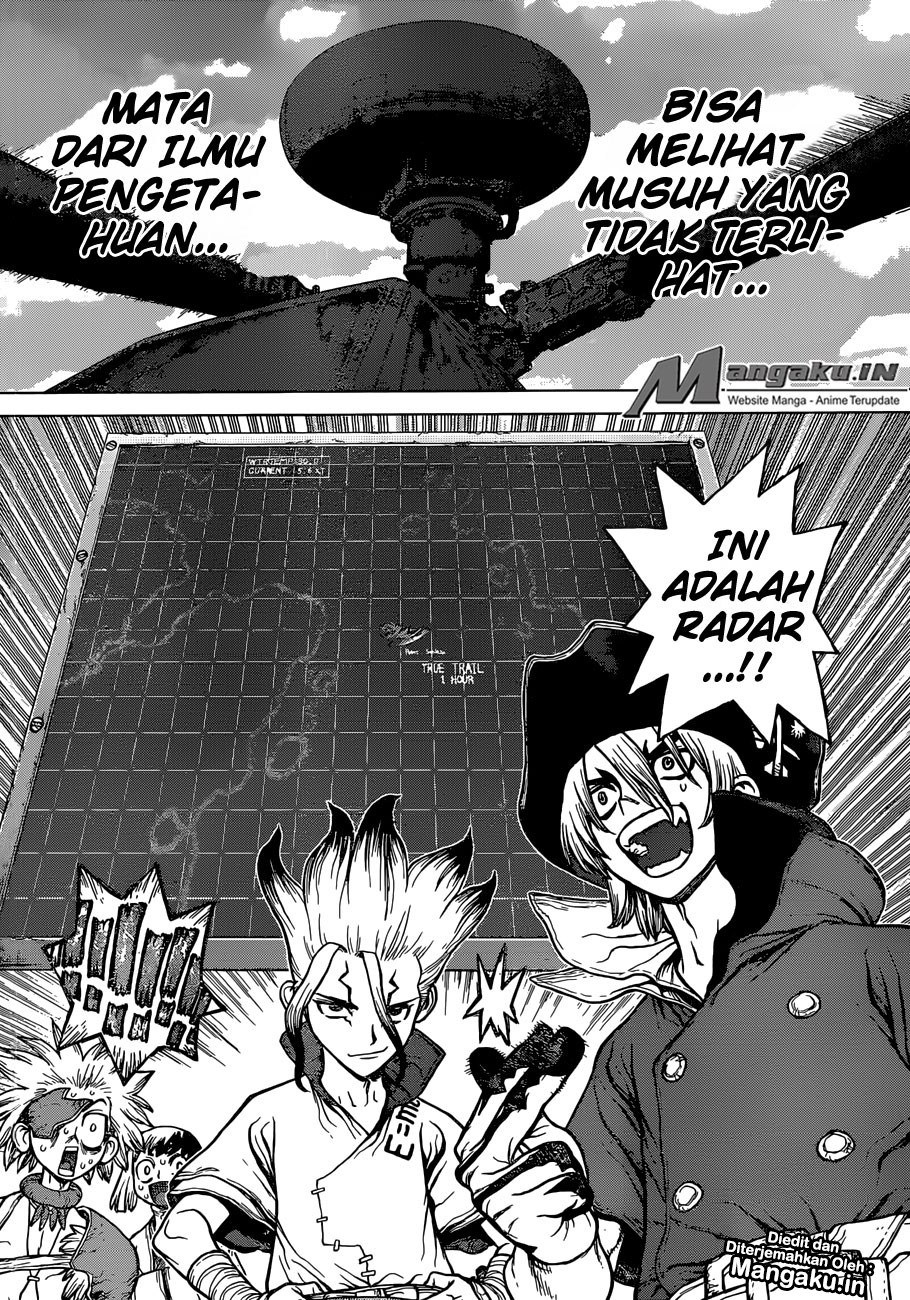 MATA
DARI ILMU
PENGETA-
HUAN...
BISA
MELIHAT
MUSUH YANG
TIDAK TERLI-
HAT...
Mangaku.IN
Website Manga - Anime Terupdate
CURRENT
INI
ADALAH
RADAR
...!!
TRUE TRAIL
1 HOUR
!!!!!!
Diedit dan
Diterjemahkan Oleh :
Mangaku.in